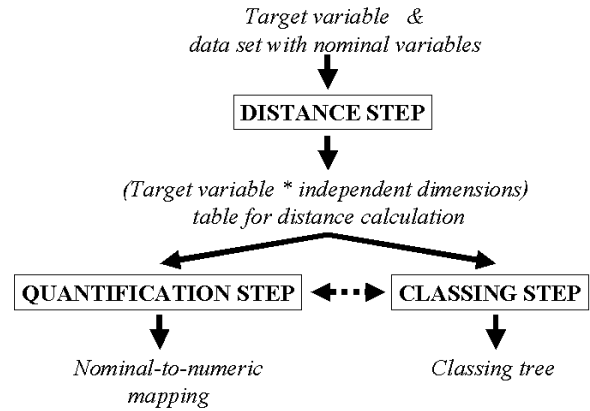 Target variable &
data set with nominal variables
DISTANCE STEP
(Target variable * independent dimensions)
table for distance calculation
QUANTIFICATION STEP
CLASSING STEP
Nominal-to-numeric
mapping
Classing tree